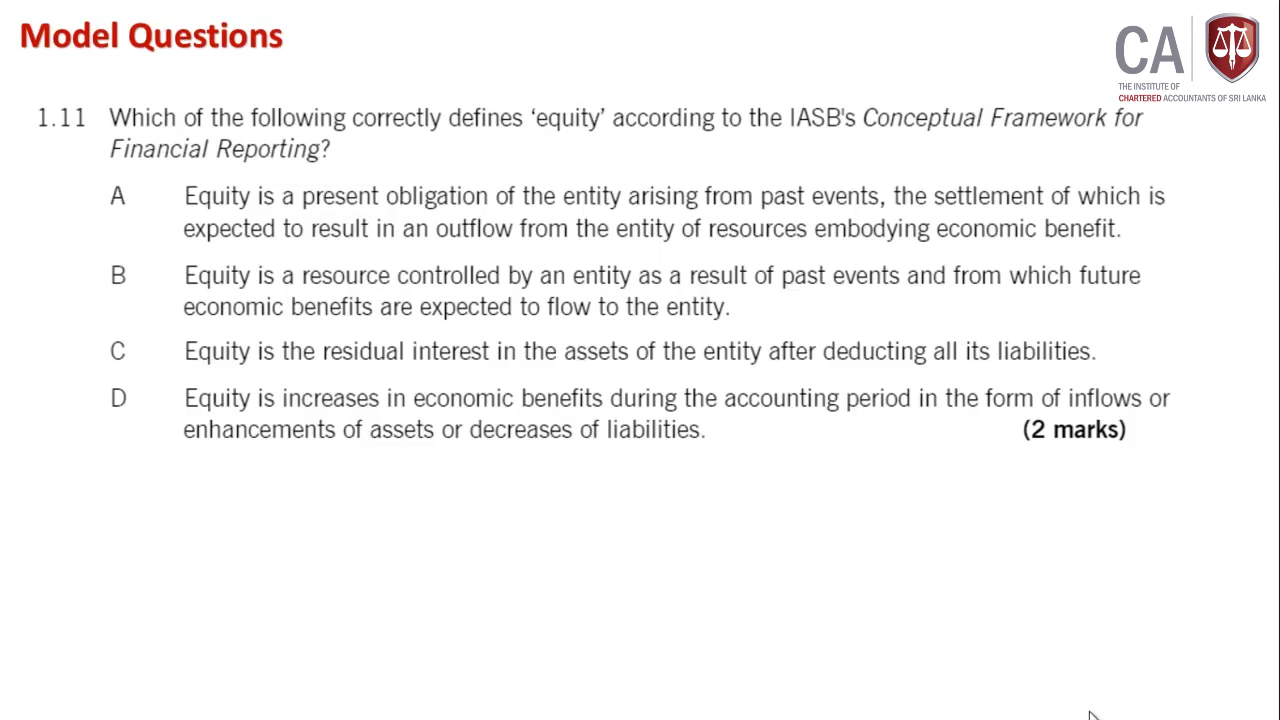 Model Questions
CA
THE INSTITUTE OF
CHARTERED ACCOUNTANTS OF SRI LANKA
1.11 Which of the following correctly defines ‘equity’ according to the IASB's Conceptual Framework for
Financial Reporting?
A Equity is a present obligation of the entity arising from past events, the settlement of which is
expected to result in an outflow from the entity of resources embodying economic benefit.
B Equity is a resource controlled by an entity as a result of past events and from which future
economic benefits are expected to flow to the entity.
C Equity is the residual interest in the assets of the entity after deducting all its liabilities.
D Equity is increases in economic benefits during the accounting period in the form of inflows or
enhancements of assets or decreases of liabilities. (2 marks)